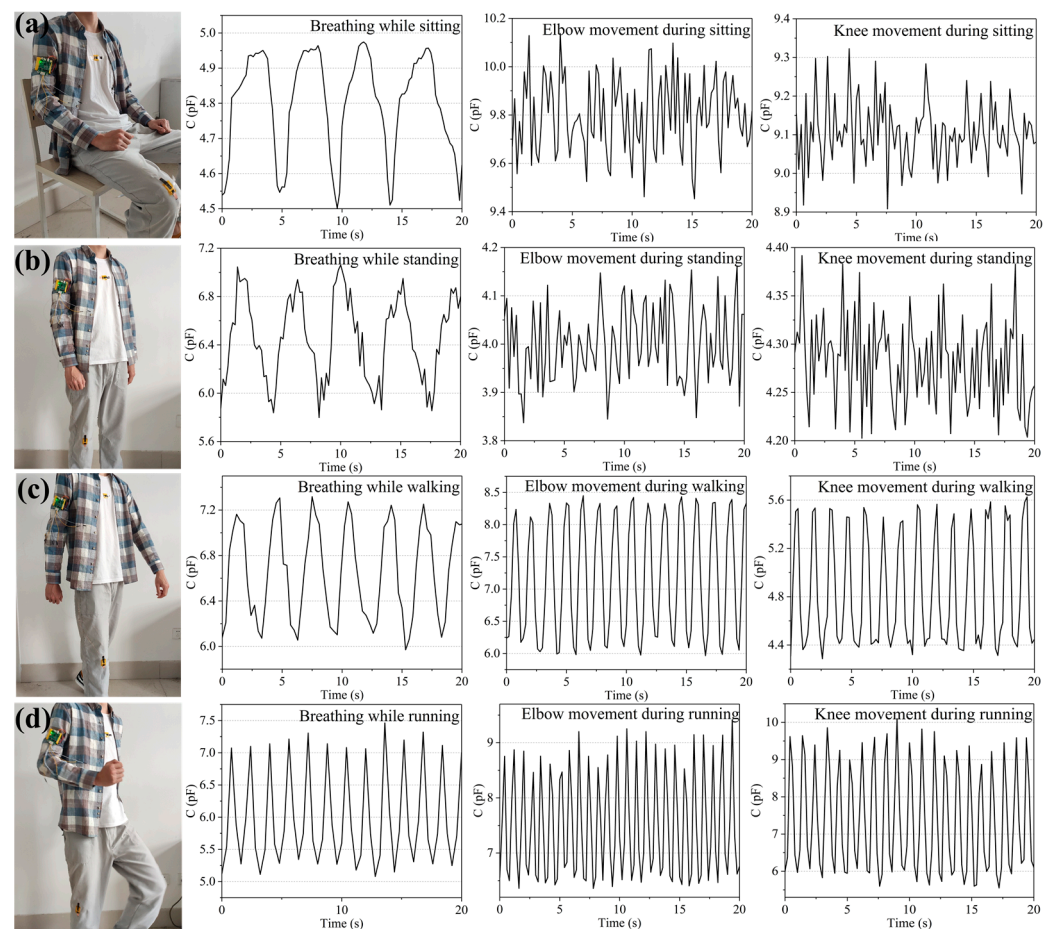 (a)
Breathing while sitting
C (pF)
5.0
4.9
4.8
4.7
4.6
4.5
0 5 10 15 20
Time (s)
Elbow movement during sitting
C (pF)
10.2
10.0
9.8
9.6
9.4
0 5 10 15 20
Time (s)
Knee movement during sitting
C (pF)
9.4
9.3
9.2
9.1
9.0
8.9
0 5 10 15 20
Time (s)
(b)
Breathing while standing
C (pF)
7.2
6.8
6.4
6.0
5.6
0 5 10 15 20
Time (s)
Elbow movement during standing
C (pF)
4.2
4.1
4.0
3.9
3.8
0 5 10 15 20
Time (s)
Knee movement during standing
C (pF)
4.40
4.35
4.30
4.25
4.20
0 5 10 15 20
Time (s)
(c)
Breathing while walking
C (pF)
7.2
6.8
6.4
6.0
0 5 10 15 20
Time (s)
Elbow movement during walking
C (pF)
8.5
8.0
7.5
7.0
6.5
6.0
0 5 10 15 20
Time (s)
Knee movement during walking
C (pF)
5.6
5.2
4.8
4.4
0 5 10 15 20
Time (s)
(d)
Breathing while running
C (pF)
7.5
7.0
6.5
6.0
5.5
5.0
0 5 10 15 20
Time (s)
Elbow movement during running
C (pF)
9
8
7
0 5 10 15 20
Time (s)
Knee movement during running
C (pF)
10
9
8
7
6
5
0 5 10 15 20
Time (s)